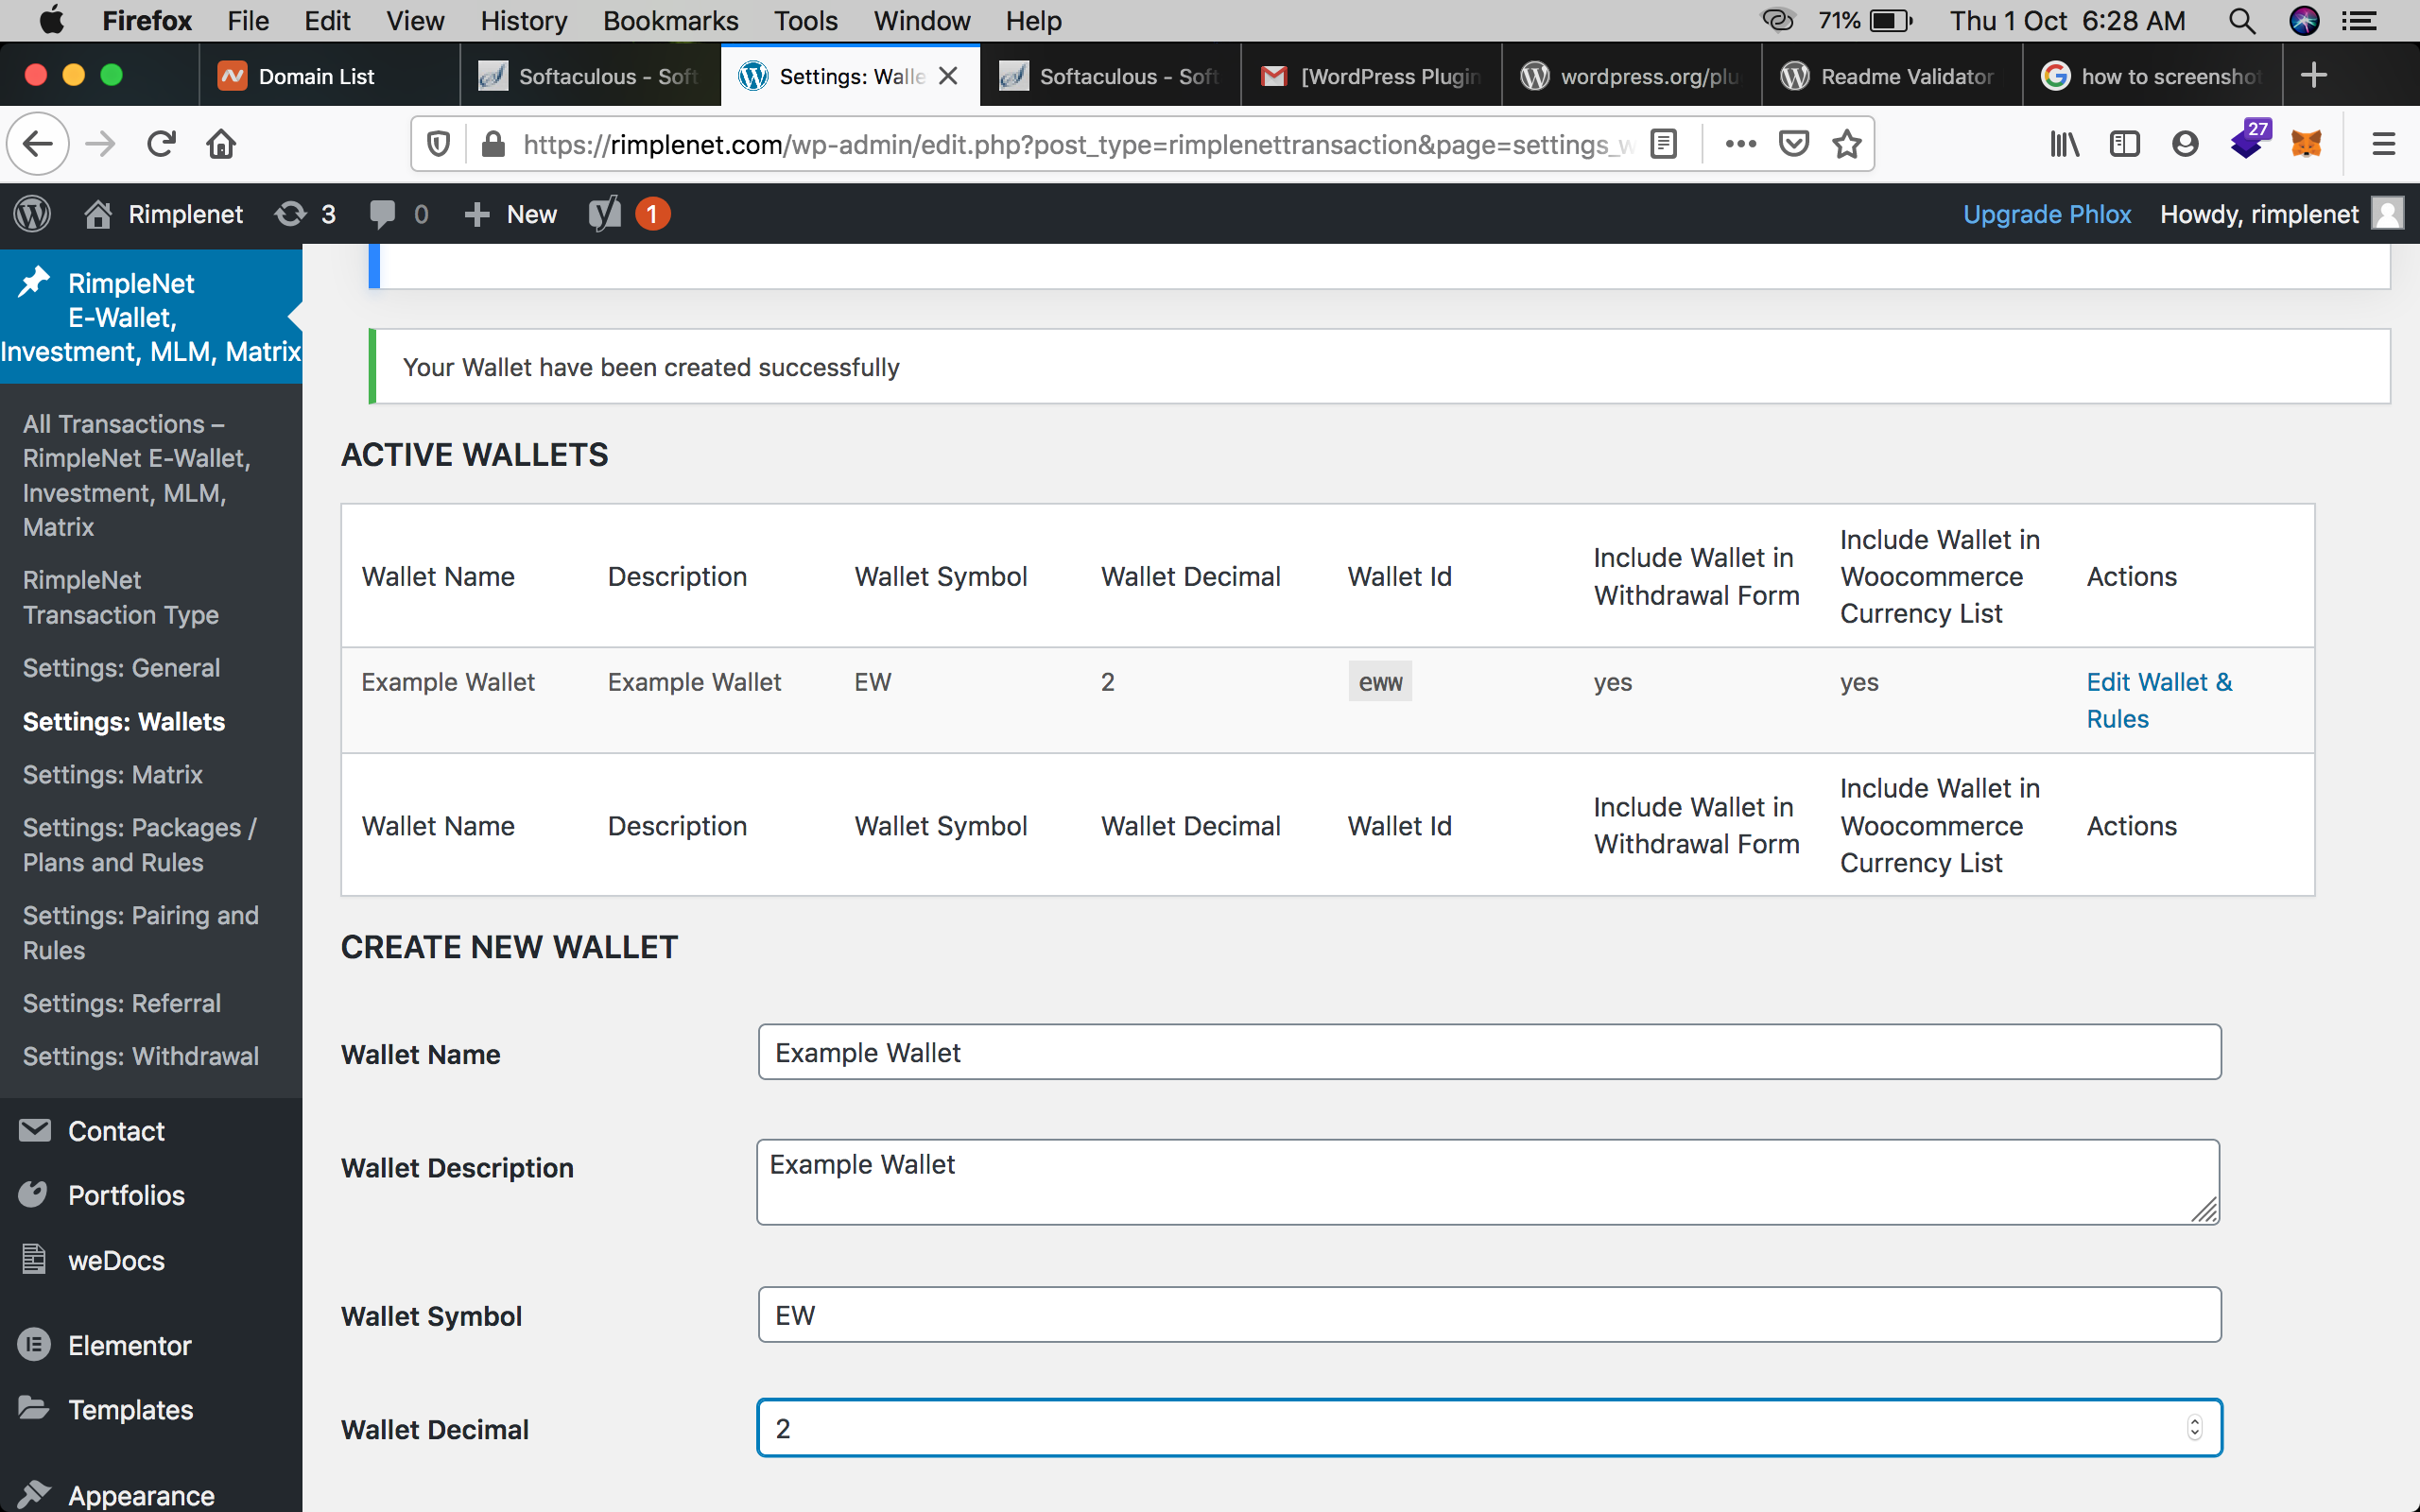 Firefox File Edit View History Bookmarks Tools Window Help 71% Thu 1 Oct 6:28 AM
Domain List Softaculous - Soft Settings: Walle Softaculous - Soft [WordPress Plugin wordpress.org/plu Readme Validator how to screenshot
https://rimplenet.com/wp-admin/edit.php?post_type=rimplenettransaction&page=settings_w 27
Rimplenet 3 0 New 1 Upgrade Phlox Howdy, rimplenet
RimpleNet
E-Wallet,
Investment, MLM, Matrix
All Transactions –
RimpleNet E-Wallet,
Investment, MLM,
Matrix
RimpleNet
Transaction Type
Settings: General
Settings: Wallets
Settings: Matrix
Settings: Packages /
Plans and Rules
Settings: Pairing and
Rules
Settings: Referral
Settings: Withdrawal
Contact
Portfolios
weDocs
Elementor
Templates
Appearance
Your Wallet have been created successfully
ACTIVE WALLETS
Wallet Name Description Wallet Symbol Wallet Decimal Wallet Id Include Wallet in Withdrawal Form Include Wallet in Woocommerce Currency List Actions
Example Wallet Example Wallet EW 2 eww yes yes Edit Wallet & Rules
Wallet Name Description Wallet Symbol Wallet Decimal Wallet Id Include Wallet in Withdrawal Form Include Wallet in Woocommerce Currency List Actions
CREATE NEW WALLET
Wallet Name Example Wallet
Wallet Description Example Wallet
Wallet Symbol EW
Wallet Decimal 2